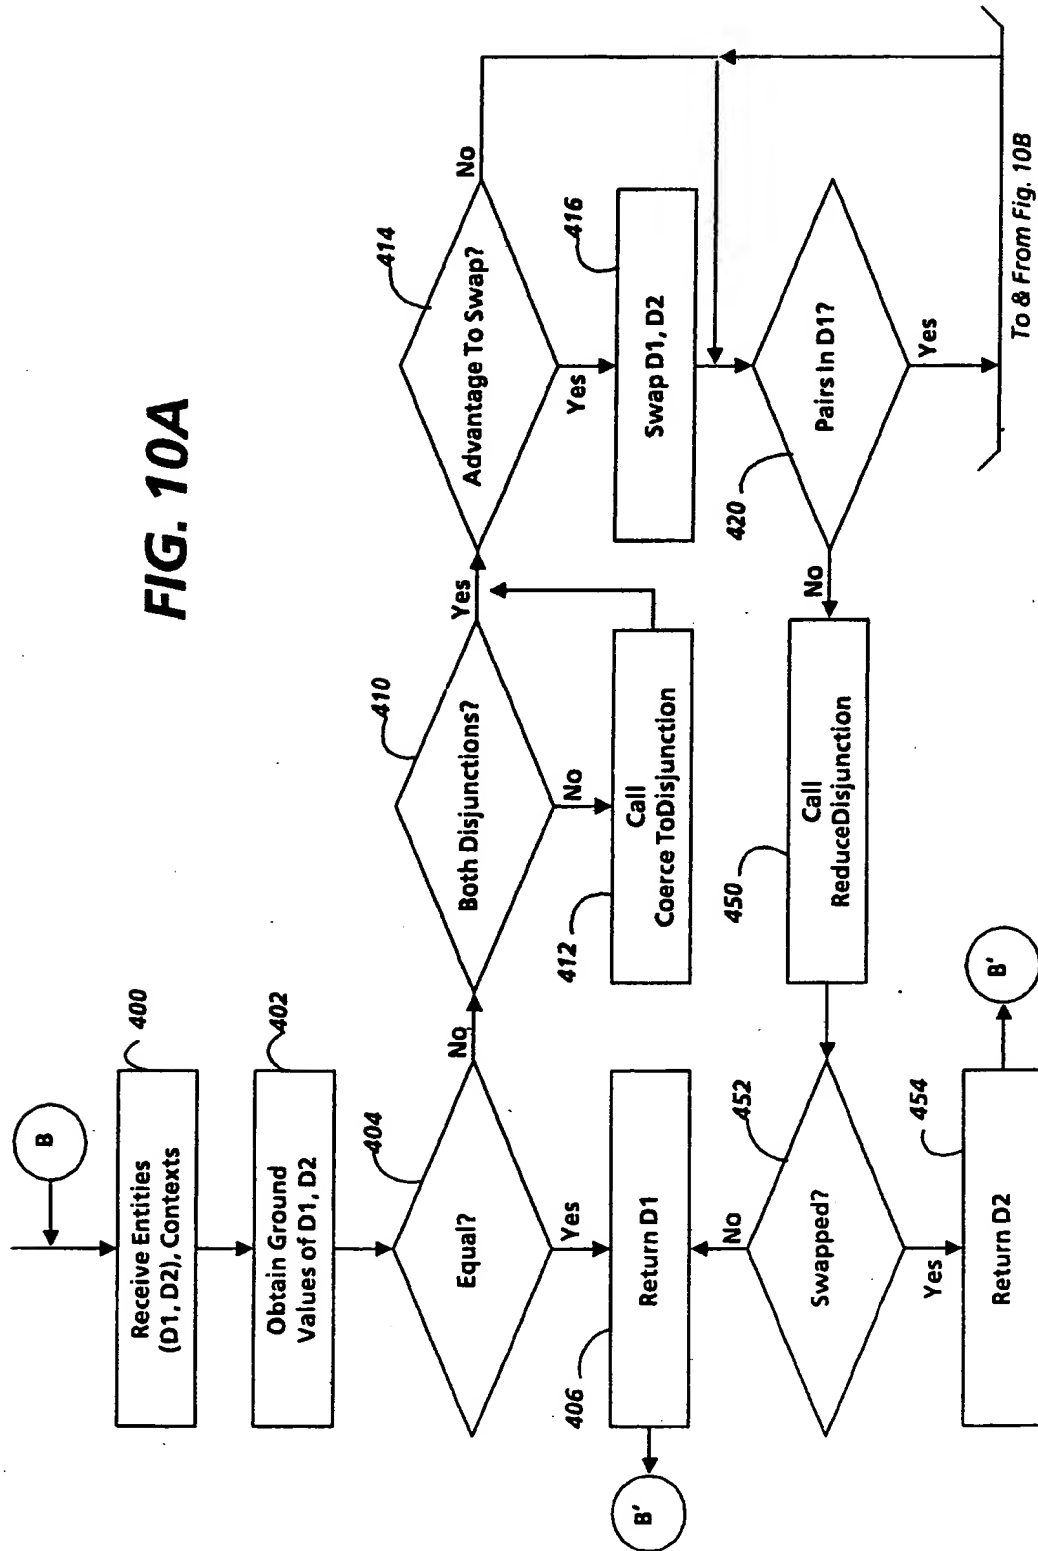 FIG. 10A
B
400
Receive Entities
(D1, D2), Contexts
402
Obtain Ground
Values of D1, D2
404
Equal?
No
Yes
406
Return D1
B'
410
Both Disjunctions?
Yes
No
412
Call
Coerce ToDisjunction
414
Advantage To Swap?
No
Yes
416
Swap D1, D2
420
Pairs In D1?
No
Yes
To & From Fig. 10B
450
Call
ReduceDisjunction
452
Swapped?
No
Yes
454
Return D2
B'